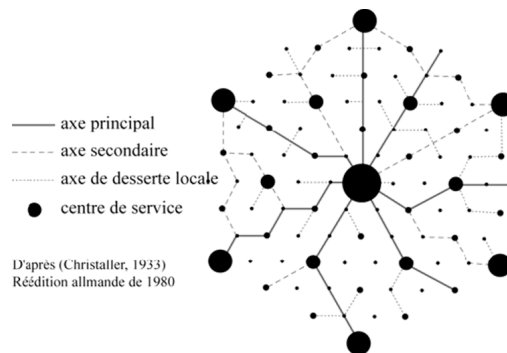 axe principal
axe secondaire
axe de desserte locale
centre de service
D'après (Christaller, 1933)
Réédition allmande de 1980